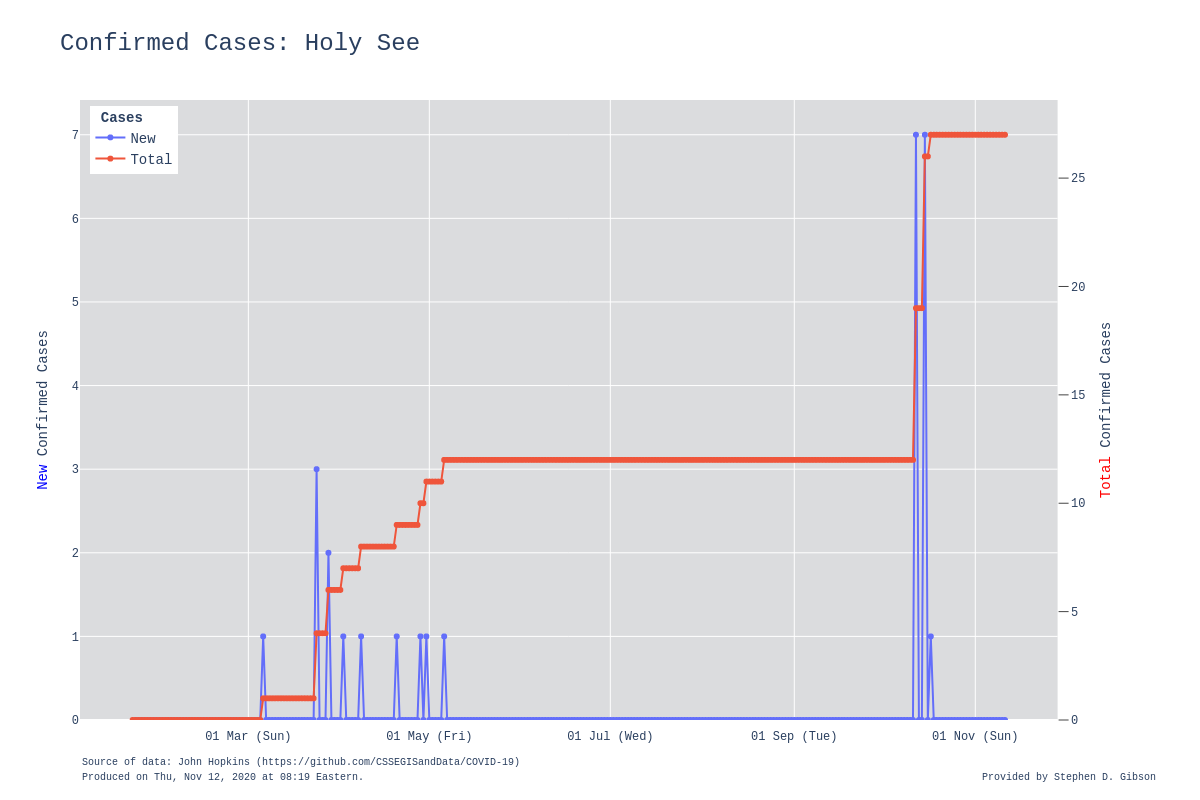 Confirmed Cases: Holy See
Cases
New
Total
7
6
5
4
3
2
1
0
New Confirmed Cases
25
20
15
10
5
0
Total Confirmed Cases
01 Mar (Sun) 01 May (Fri) 01 Jul (Wed) 01 Sep (Tue) 01 Nov (Sun)
Source of data: John Hopkins (https://github.com/CSSEGISandData/COVID-19)
Produced on Thu, Nov 12, 2020 at 08:19 Eastern.
Provided by Stephen D. Gibson